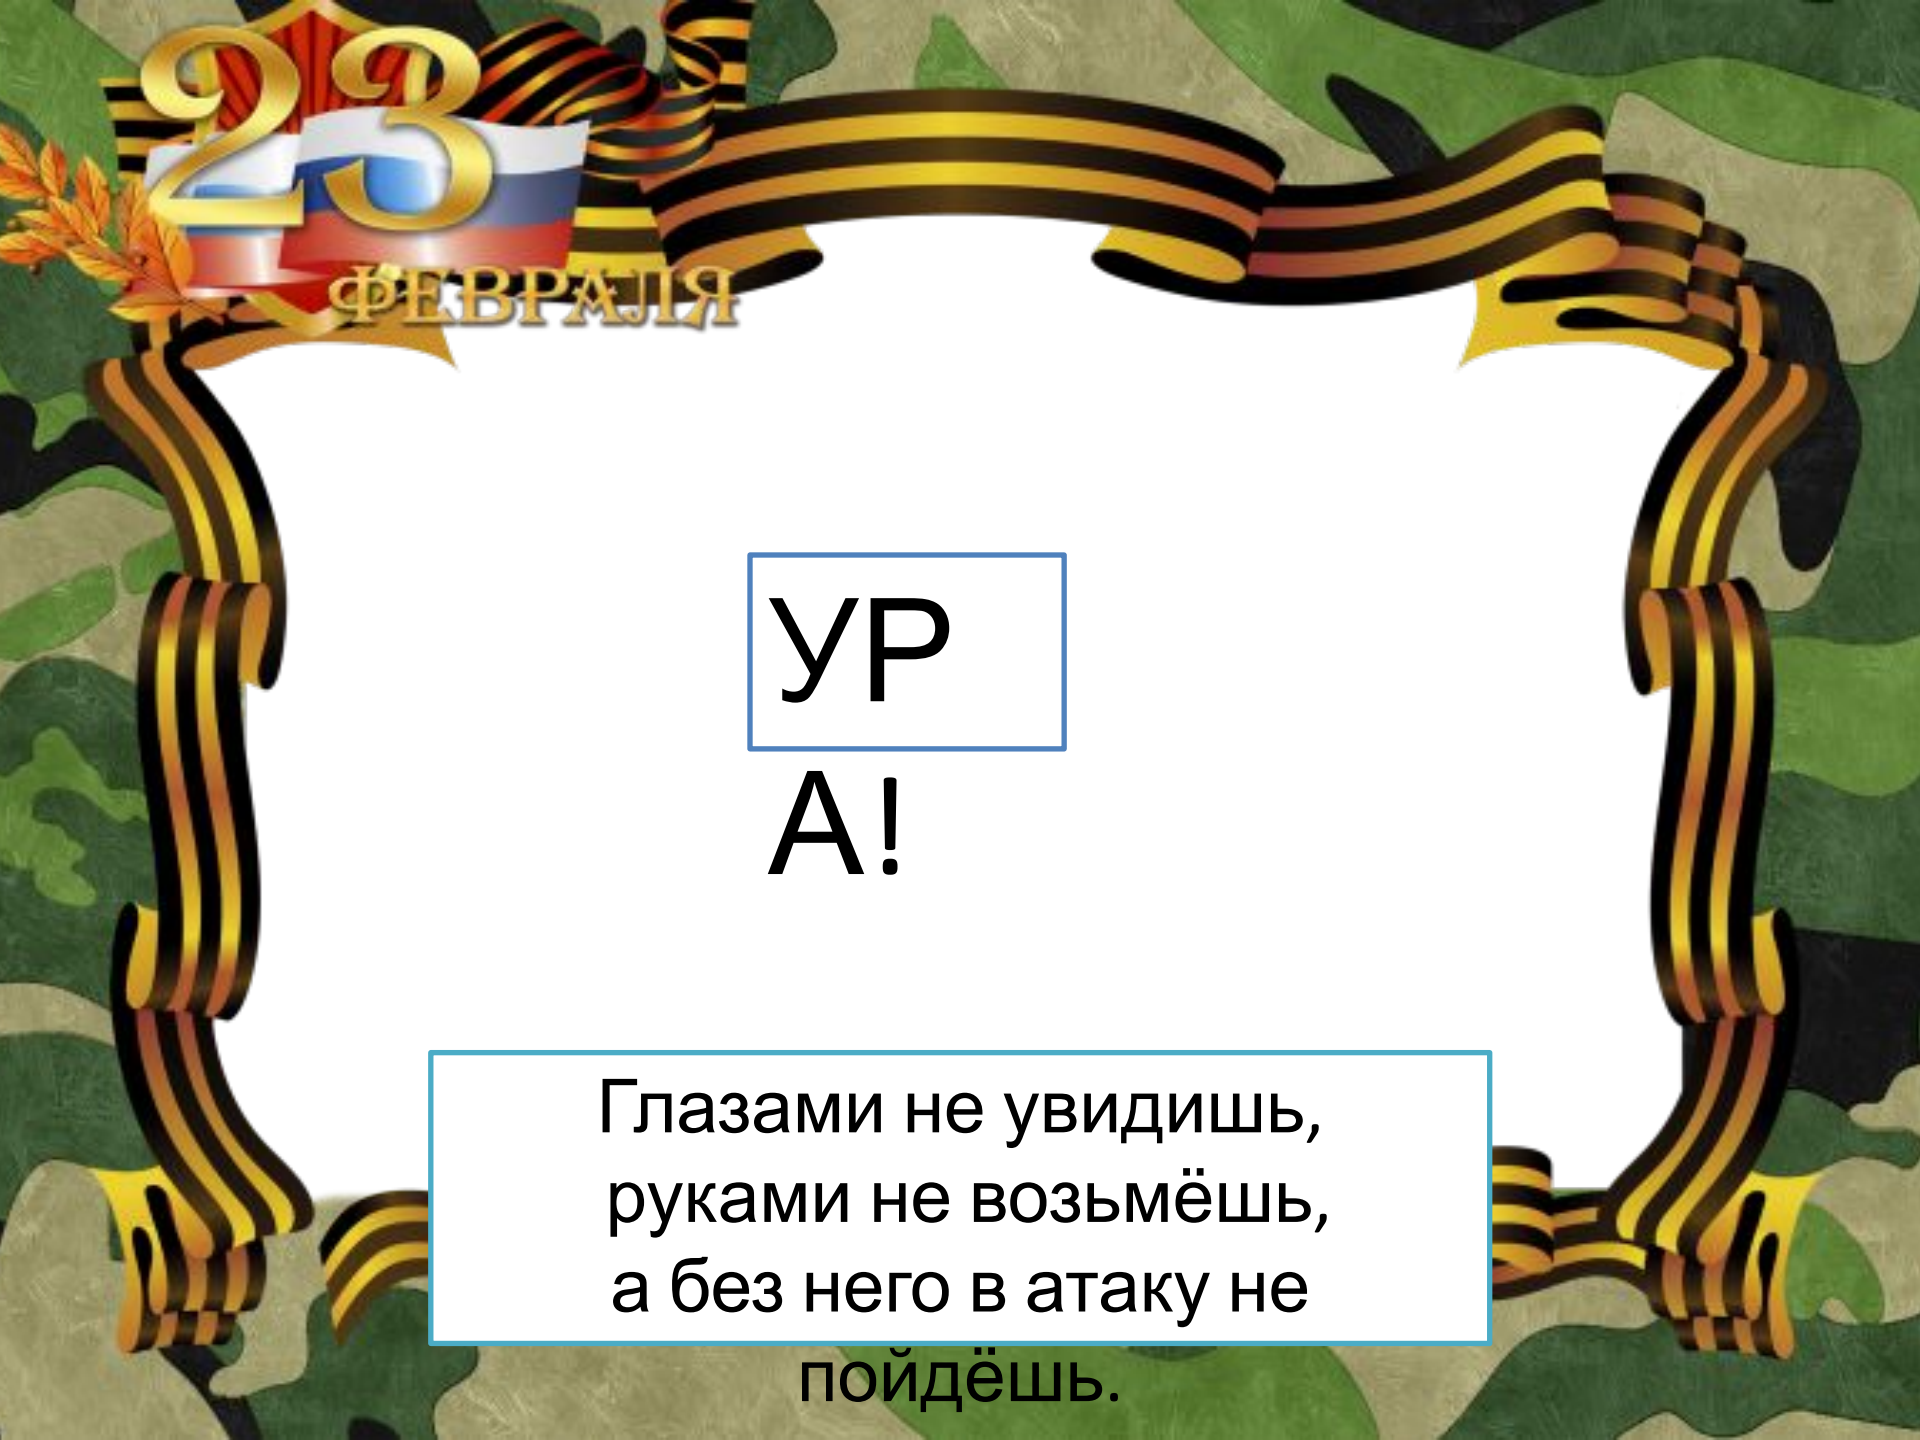 23
ФЕВРАЛЯ
УР
А!
Глазами не увидишь,
руками не возьмёшь,
а без него в атаку не
пойдёшь.